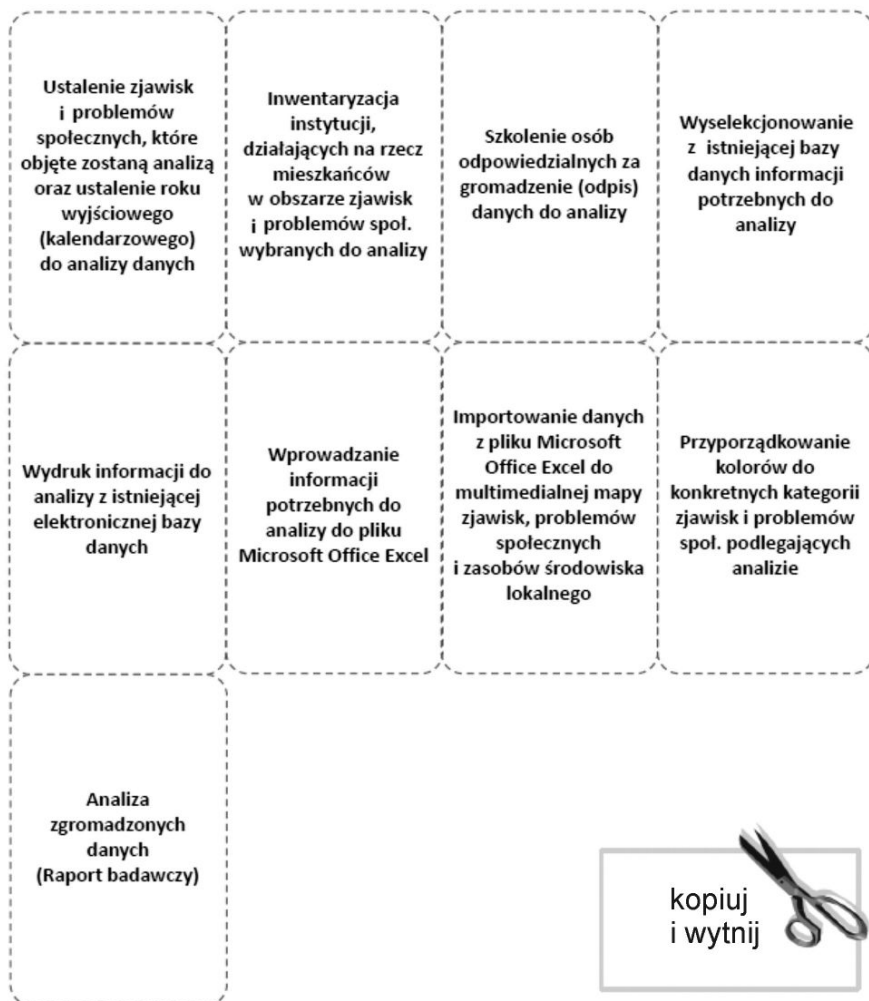 Ustalenie zjawisk
i problemów
społecznych, które
objęte zostaną analizą
oraz ustalenie roku
wyjściowego
(kalendarzowego)
do analizy danych
Inwentaryzacja
instytucji,
działających na rzecz
mieszkańców
w obszarze zjawisk
i problemów społ.
wybranych do analizy
Szkolenie osób
odpowiedzialnych za
gromadzenie (odpis)
danych do analizy
Wyselekcjonowanie
z istniejącej bazy
danych informacji
potrzebnych do
analizy
Wydruk informacji do
analizy z istniejącej
elektronicznej bazy
danych
Wprowadzanie
informacji
potrzebnych do
analizy do pliku
Microsoft Office Excel
Importowanie danych
z pliku Microsoft
Office Excel do
multimedialnej mapy
zjawisk, problemów
społecznych
i zasobów środowiska
lokalnego
Przyporządkowanie
kolorów do
konkretnych kategorii
zjawisk i problemów
społ. podlegających
analizie
Analiza
zgromadzonych
danych
(Raport badawczy)
kopiuj
i wytnij